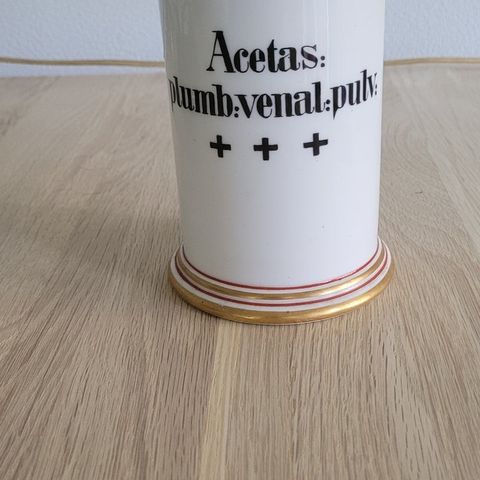 Acetas:
plumb:venal:pulv:
+ + +